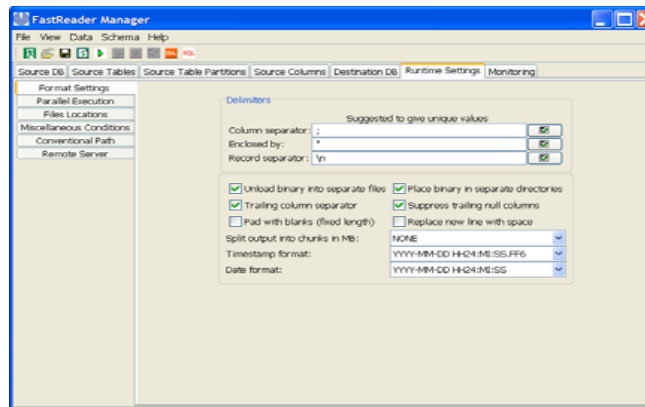 FastReader Manager
File View Data Schema Help
SQL
Source DB Source Tables Source Table Partitions Source Columns Destination DB Runtime Settings Monitoring
Format Settings
Parallel Execution
Files Locations
Miscellaneous Conditions
Conventional Path
Remote Server
Delimiters
Suggested to give unique values
Column separator: ;
Enclosed by: "
Record separator: \n
Unload binary into separate files Place binary in separate directories
Trailing column separator Suppress trailing null columns
Pad with blanks (fixed length) Replace new line with space
Split output into chunks in MB: NONE
Timestamp format: YYYY-MM-DD HH24:MI:SS.FF6
Date format: YYYY-MM-DD HH24:MI:SS